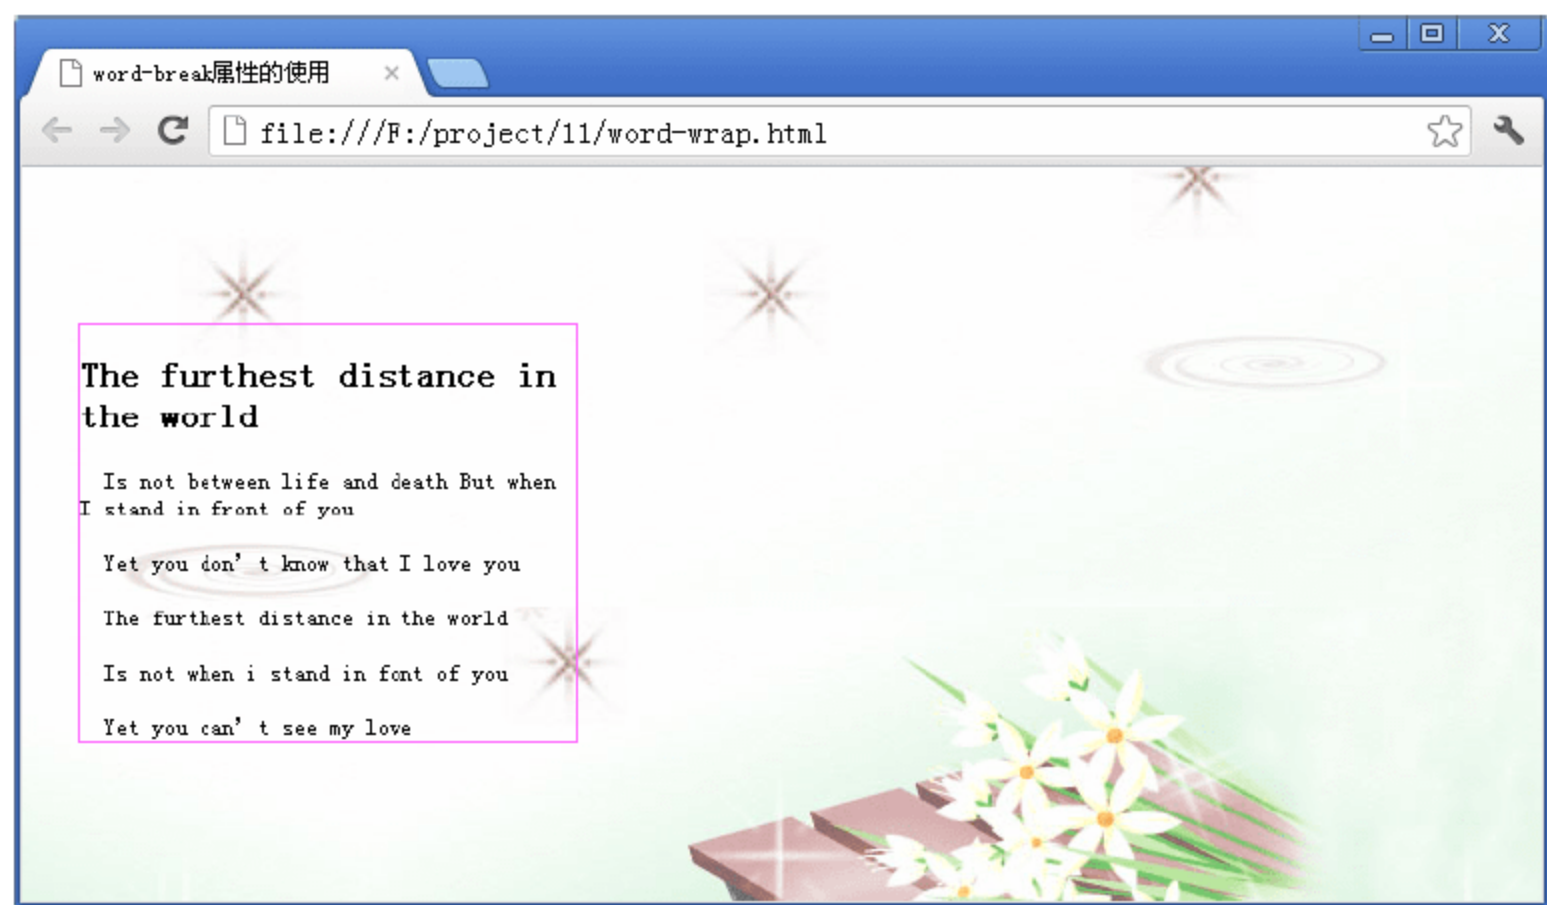 word-break属性的使用
file:///F:/project/11/word-wrap.html
The furthest distance in
the world
Is not between life and death But when
I stand in front of you
Yet you don’t know that I love you
The furthest distance in the world
Is not when i stand in font of you
Yet you can’t see my love